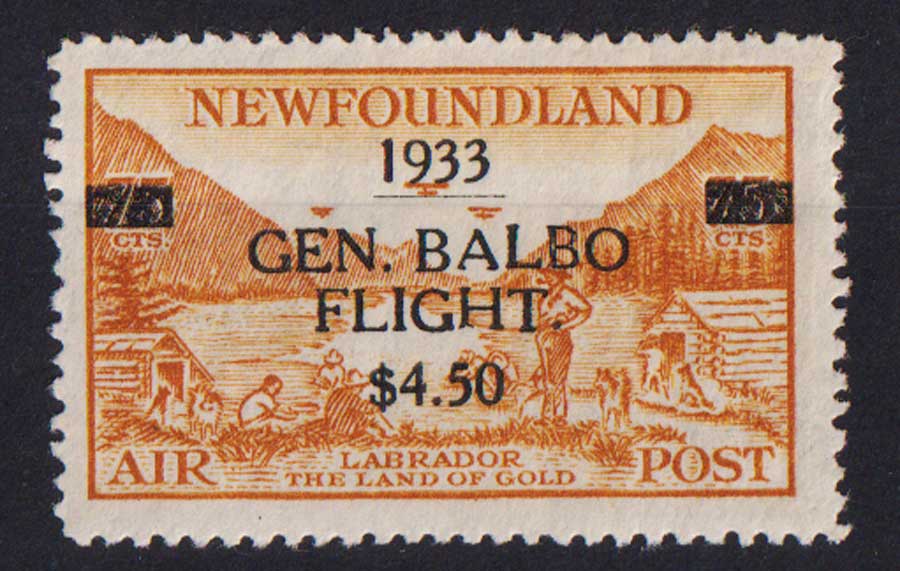 NEWFOUNDLAND
1933
75 75
CTS. CTS.
GEN. BALBO
FLIGHT.
$4.50
AIR LABRADOR POST
THE LAND OF GOLD